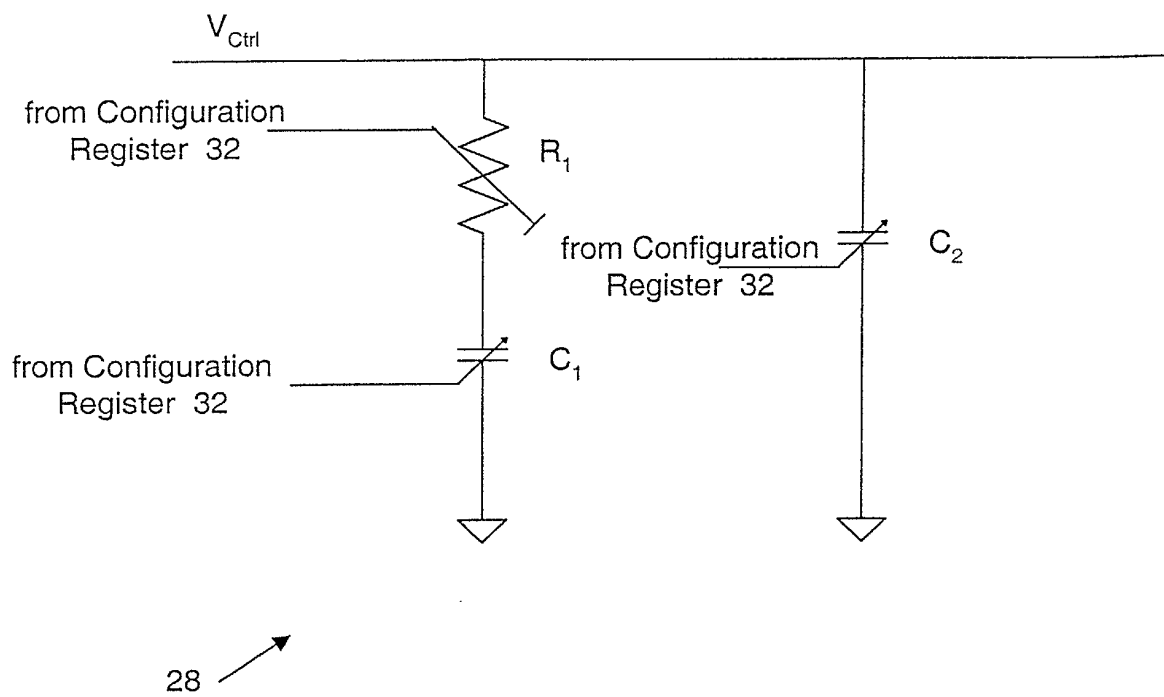 V_Ctrl
from Configuration
Register 32
R_1
from Configuration
Register 32
C_2
from Configuration
Register 32
C_1
28